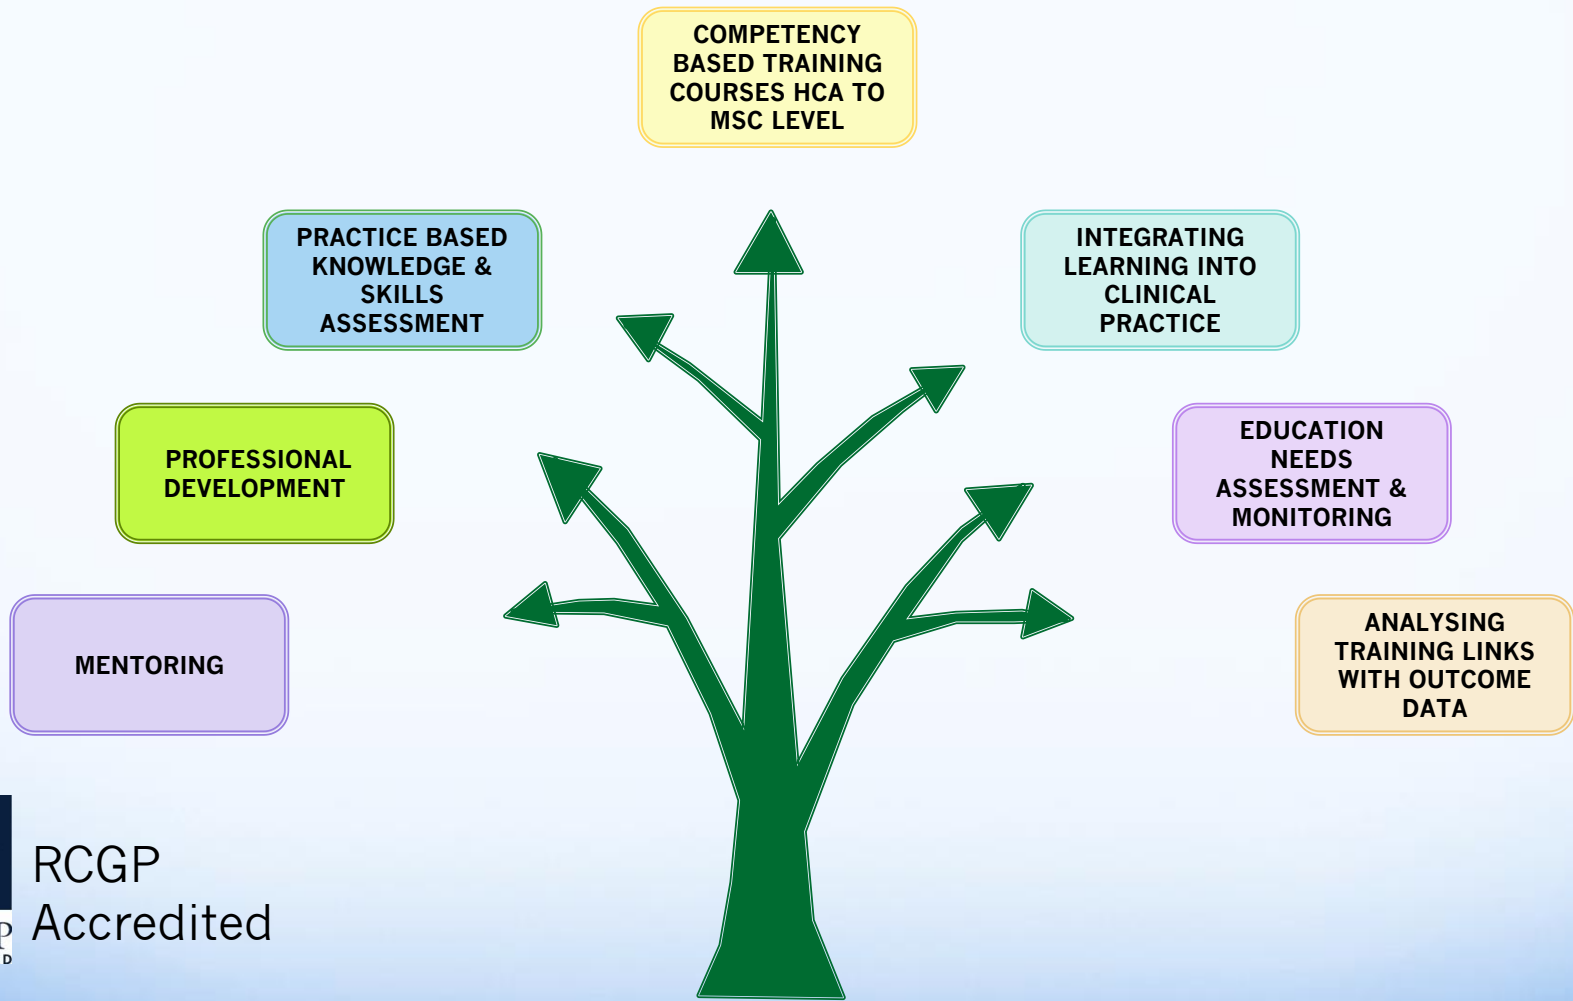 COMPETENCY
BASED TRAINING
COURSES HCA TO
MSC LEVEL
PRACTICE BASED
KNOWLEDGE &
SKILLS
ASSESSMENT
INTEGRATING
LEARNING INTO
CLINICAL
PRACTICE
PROFESSIONAL
DEVELOPMENT
EDUCATION
NEEDS
ASSESSMENT &
MONITORING
MENTORING
ANALYSING
TRAINING LINKS
WITH OUTCOME
DATA
RCGP
Accredited